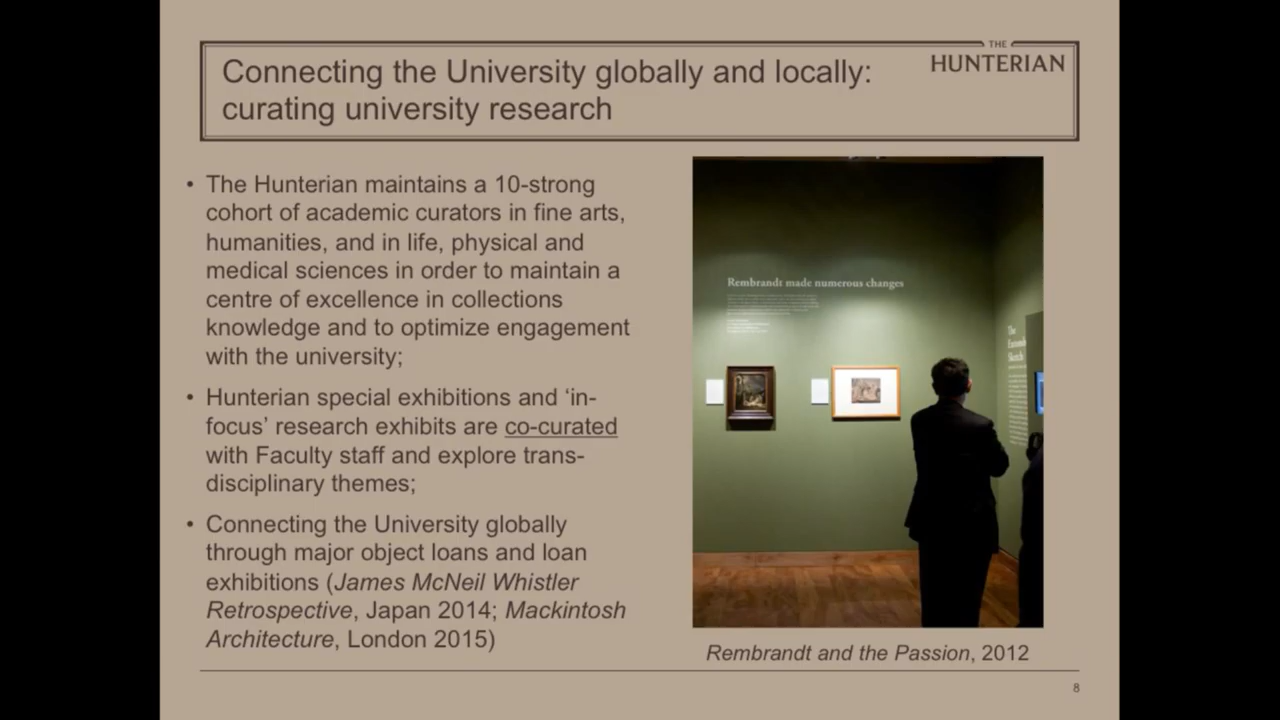 THE
HUNTERIAN
Connecting the University globally and locally:
curating university research
• The Hunterian maintains a 10-strong
cohort of academic curators in fine arts,
humanities, and in life, physical and
medical sciences in order to maintain a
centre of excellence in collections
knowledge and to optimize engagement
with the university;
• Hunterian special exhibitions and ‘in-
focus’ research exhibits are co-curated
with Faculty staff and explore trans-
disciplinary themes;
• Connecting the University globally
through major object loans and loan
exhibitions (James McNeil Whistler
Retrospective, Japan 2014; Mackintosh
Architecture, London 2015)
Rembrandt made numerous changes
The
Sketch
Rembrandt and the Passion, 2012
8